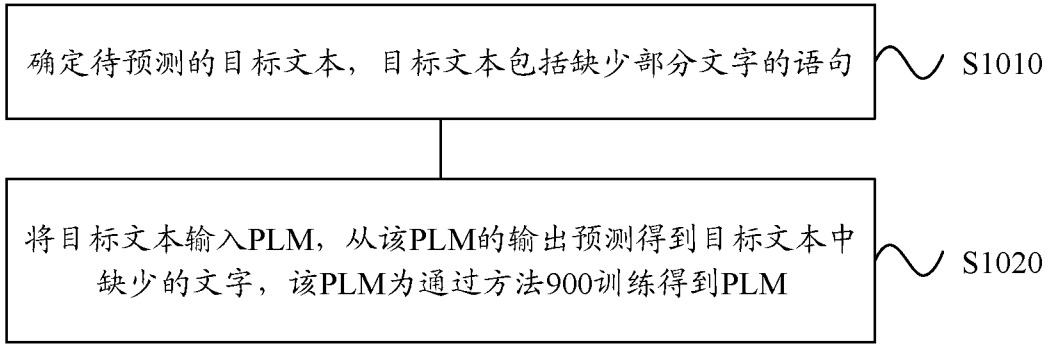 确定待预测的目标文本，目标文本包括缺少部分文字的语句
S1010
将目标文本输入PLM，从该PLM的输出预测得到目标文本中
缺少的文字，该PLM为通过方法900训练得到PLM
S1020